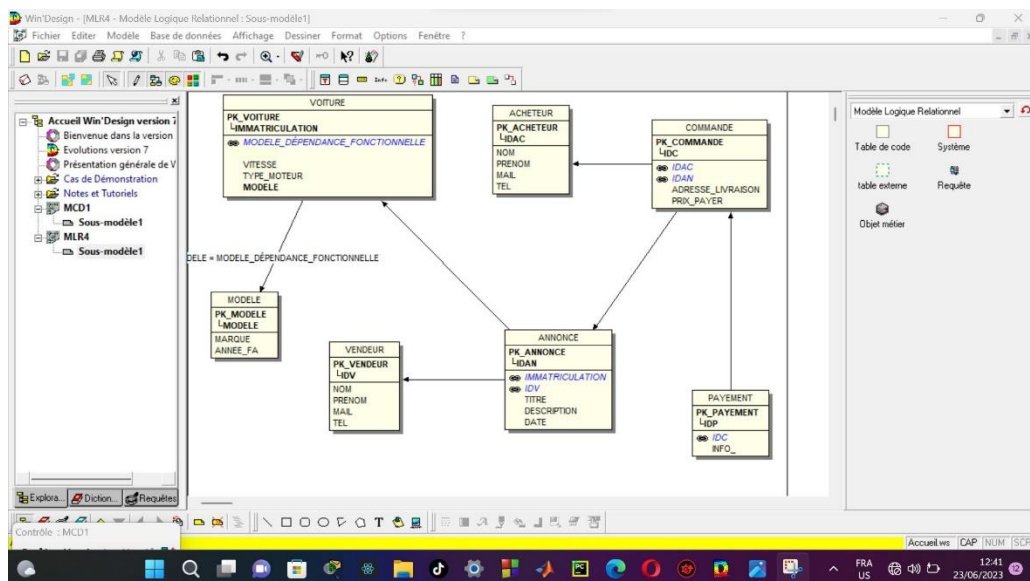 Win'Design - [MLR4 - Modèle Logique Relationnel : Sous-modèle1]
Fichier Editer Modèle Base de données Affichage Dessiner Format Options Fenêtre ?
Accueil Win'Design version 7
Bienvenue dans la version
Evolutions version 7
Présentation générale de V
Cas de Démonstration
Notes et Tutoriels
MCD1
Sous-modèle1
MLR4
Sous-modèle1
Explora...
Diction...
Requêtes
VOITURE
PK_VOITURE
IMMATRICULATION
MODELE_DÉPENDANCE_FONCTIONNELLE
VITESSE
TYPE_MOTEUR
MODELE
ACHETEUR
PK_ACHETEUR
IDAC
NOM
PRENOM
MAIL
TEL
COMMANDE
PK_COMMANDE
IDC
IDAC
IDAN
ADRESSE_LIVRAISON
PRIX_PAYER
DELE = MODELE_DÉPENDANCE_FONCTIONNELLE
MODELE
PK_MODELE
MODELE
MARQUE
ANNEE_FA
VENDEUR
PK_VENDEUR
IDV
NOM
PRENOM
MAIL
TEL
ANNONCE
PK_ANNONCE
IDAN
IMMATRICULATION
IDV
TITRE
DESCRIPTION
DATE
PAYEMENT
PK_PAYEMENT
IDP
IDC
INFO_
Modèle Logique Relationnel
Table de code
Système
table externe
Requête
Objet métier
Contrôle : MCD1
Accueil.ws CAP NUM SCR
FRA
US
12:41
23/06/2023